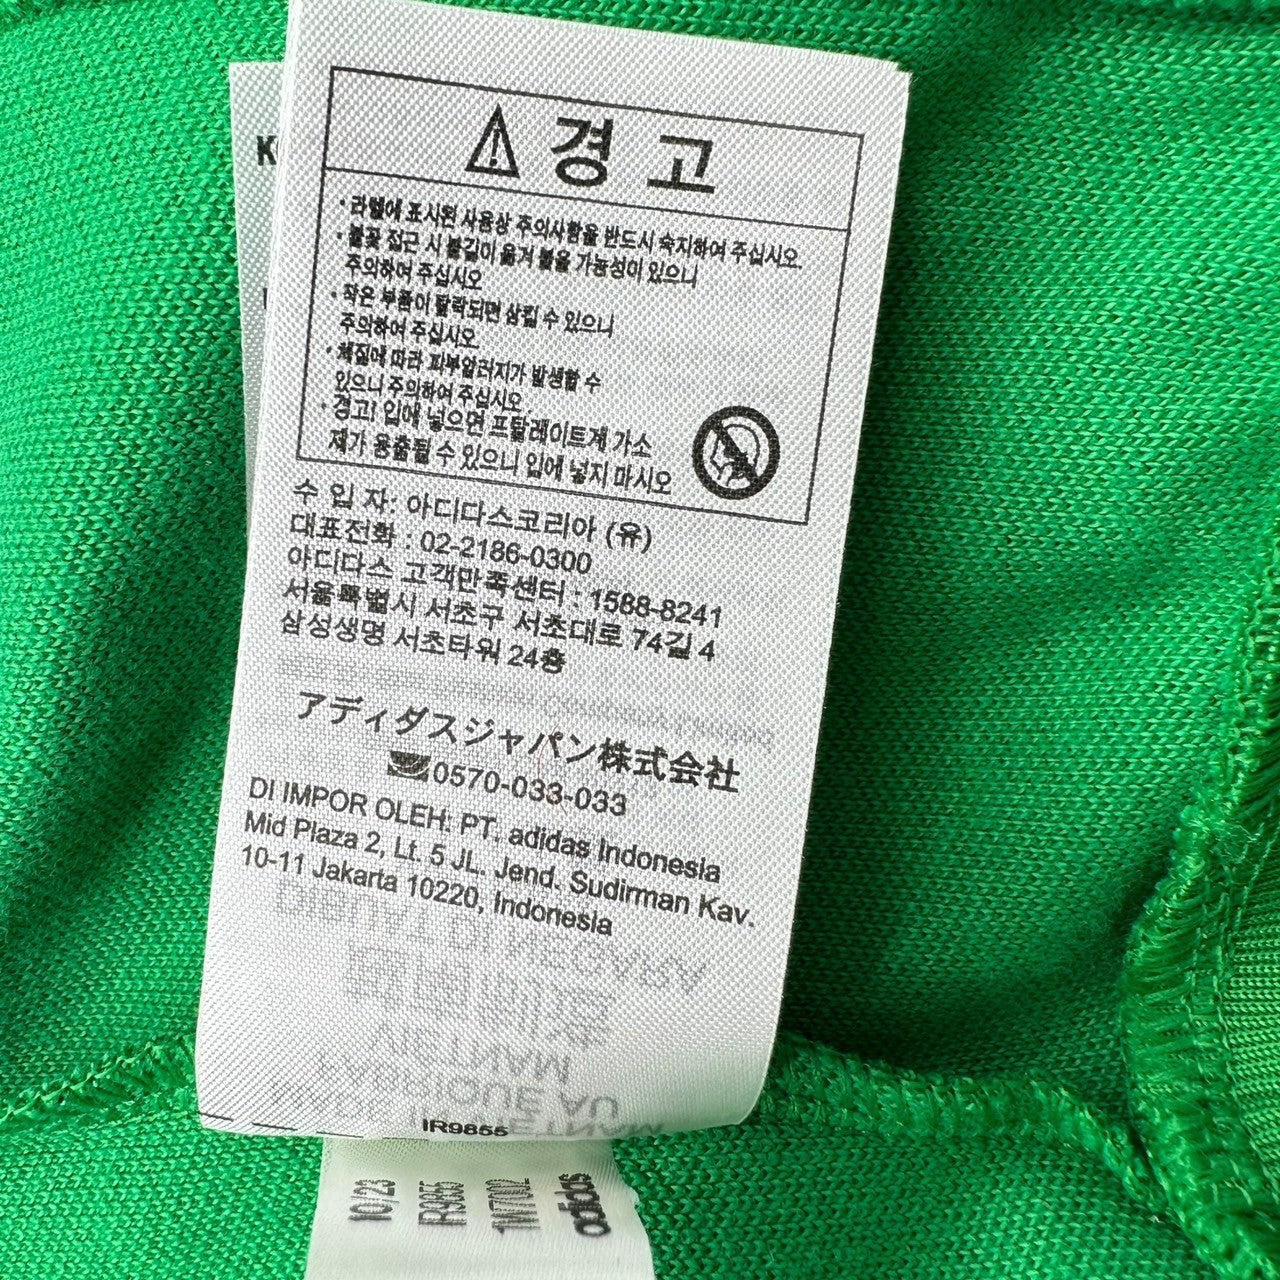 K
경 고
· 라벨에 표시된 사용상 주의사항을 반드시 숙지하여 주십시오.
· 불꽃 접근 시 불길이 옮겨 붙을 가능성이 있으니
주의하여 주십시오
· 작은 부품이 탈락되면 삼킬 수 있으니
주의하여 주십시오.
· 체질에 따라 피부알러지가 발생할 수
있으니 주의하여 주십시오.
· 경고! 입에 넣으면 프탈레이트계 가소
제가 용출될 수 있으니 입에 넣지 마시오
수 입 자: 아디다스코리아 (유)
대표전화 : 02-2186-0300
아디다스 고객만족센터 : 1588-8241
서울특별시 서초구 서초대로 74길 4
삼성생명 서초타워 24층
アディダスジャパン株式会社
0570-033-033
DI IMPOR OLEH: PT. adidas Indonesia
Mid Plaza 2, Lt. 5 JL. Jend. Sudirman Kav.
10-11 Jakarta 10220, Indonesia
DIBUAT DI NEGARA
VIETNAM
FABRIQUE AU
VIETNAM
IR9855
10/23
IR9855
1W7002
adidas